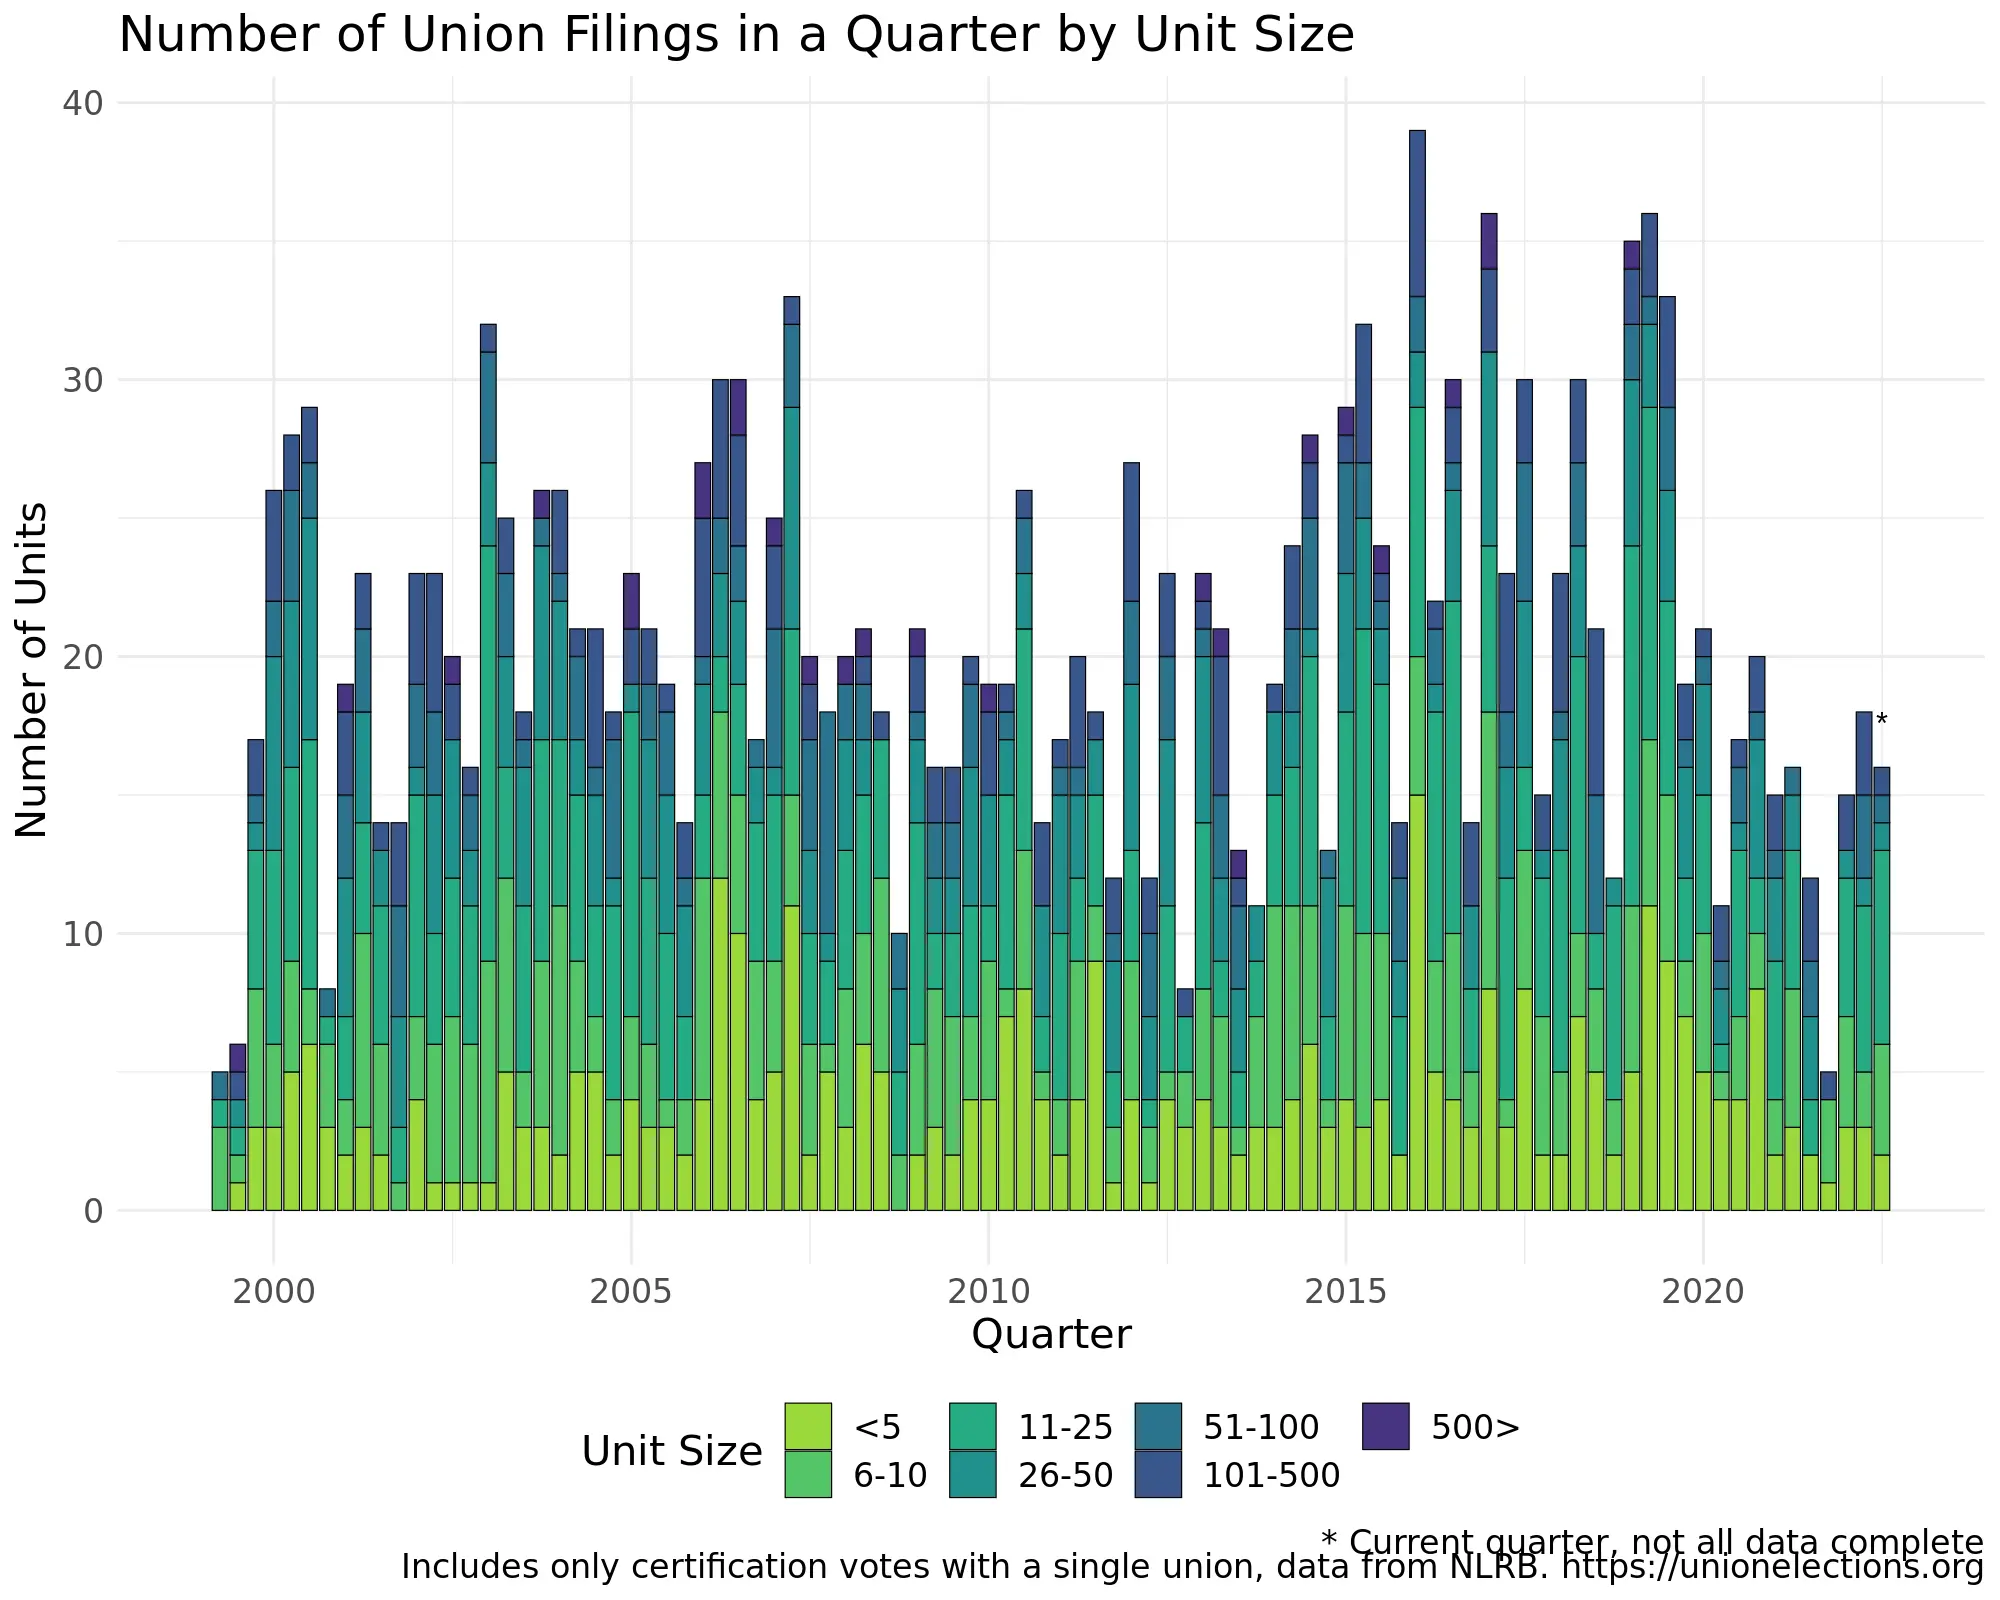 Number of Union Filings in a Quarter by Unit Size
Number of Units
40
30
20
10
0
*
2000 2005 2010 2015 2020
Quarter
Unit Size
<5 11-25 51-100 500>
6-10 26-50 101-500
* Current quarter, not all data complete
Includes only certification votes with a single union, data from NLRB. https://unionelections.org